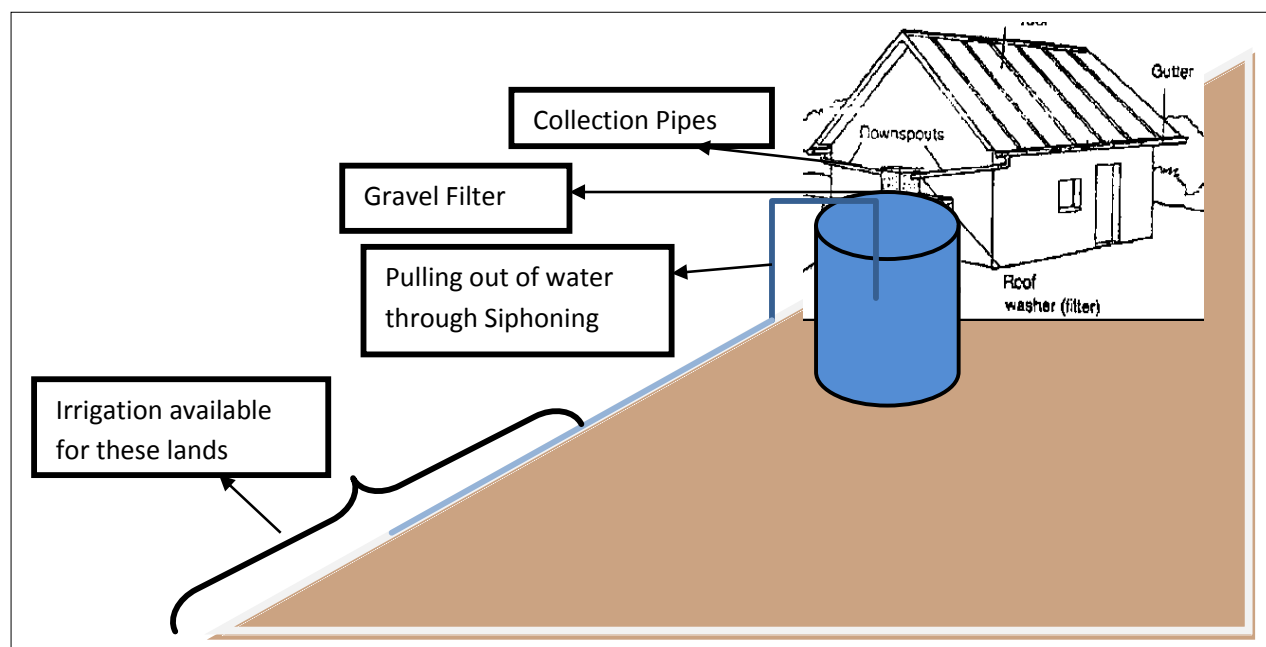 Gutter
Collection Pipes
Downspouts
Gravel Filter
Pulling out of water
through Siphoning
Roof
washer (filter)
Irrigation available
for these lands